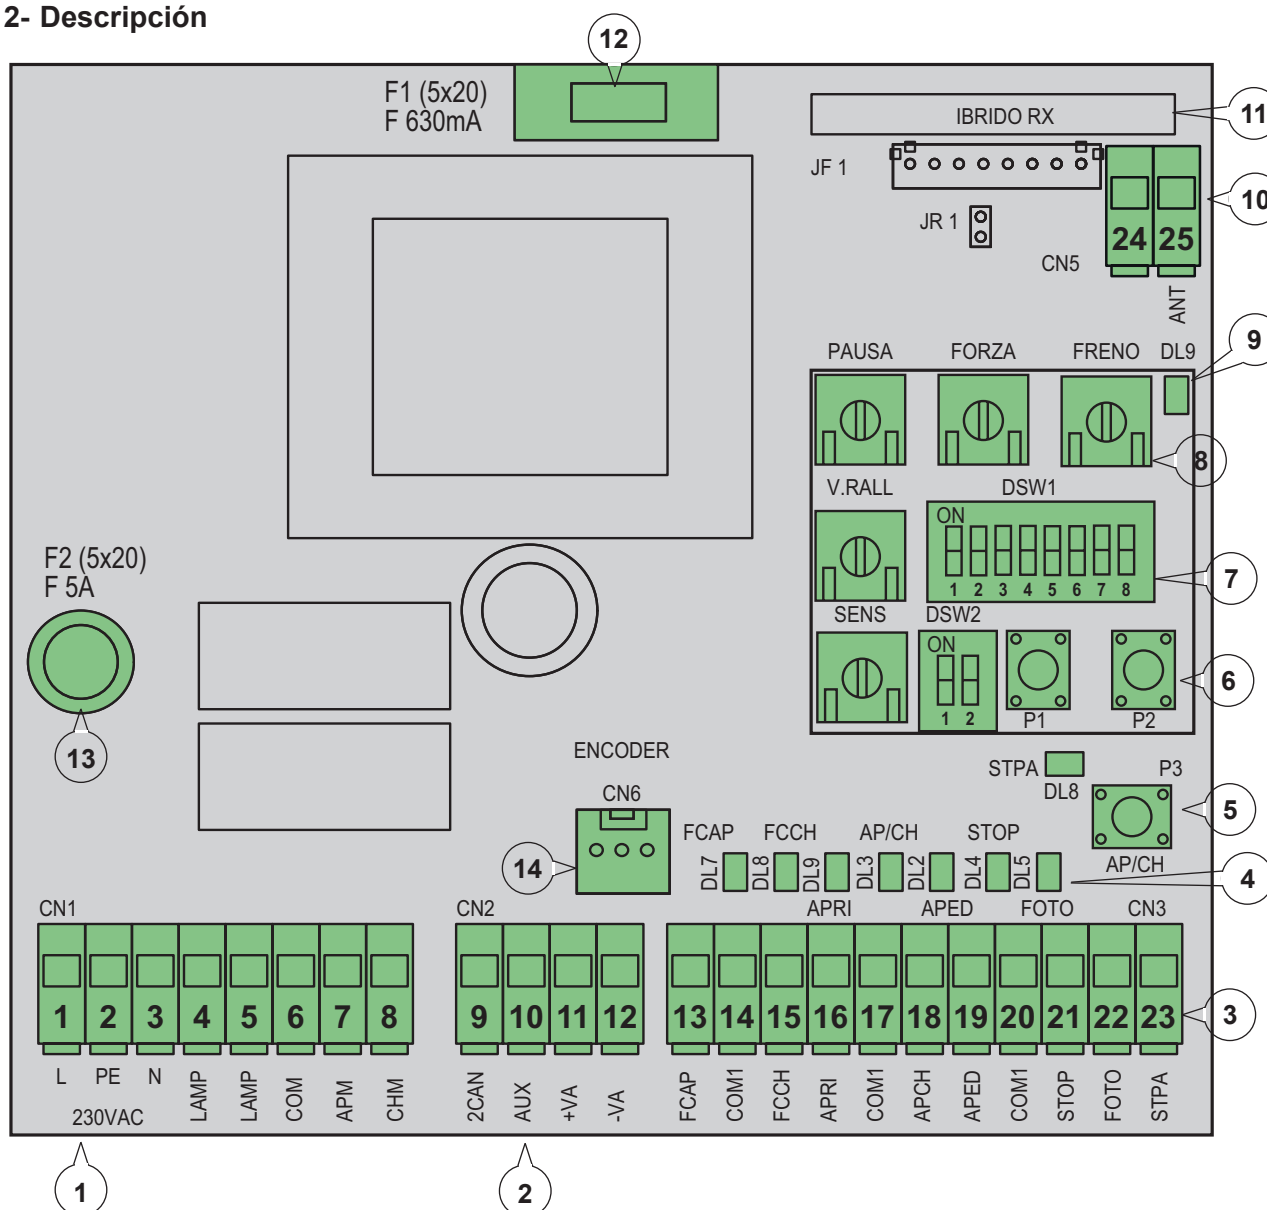 2- Descripción
12
F1 (5x20)
F 630mA
IBRIDO RX
11
JF 1
10
JR 1
24 25
CN5
ANT
9
PAUSA FORZA FRENO DL9
8
V.RALL DSW1
ON
1 2 3 4 5 6 7 8
7
F2 (5x20)
F 5A
SENS DSW2
ON
1 2
P1 P2
6
13
ENCODER
CN6
STPA
DL8
P3
5
AP/CH
14
FCAP FCCH AP/CH STOP
DL7 DL8 DL9 DL3 DL2 DL4 DL5
4
CN1 CN2 APRI APED FOTO CN3
1 2 3 4 5 6 7 8 9 10 11 12 13 14 15 16 17 18 19 20 21 22 23
3
L PE N LAMP LAMP COM APM CHM 2CAN AUX +VA -VA FCAP COM1 FCCH APRI COM1 APCH APED COM1 STOP FOTO STPA
230VAC
1 2